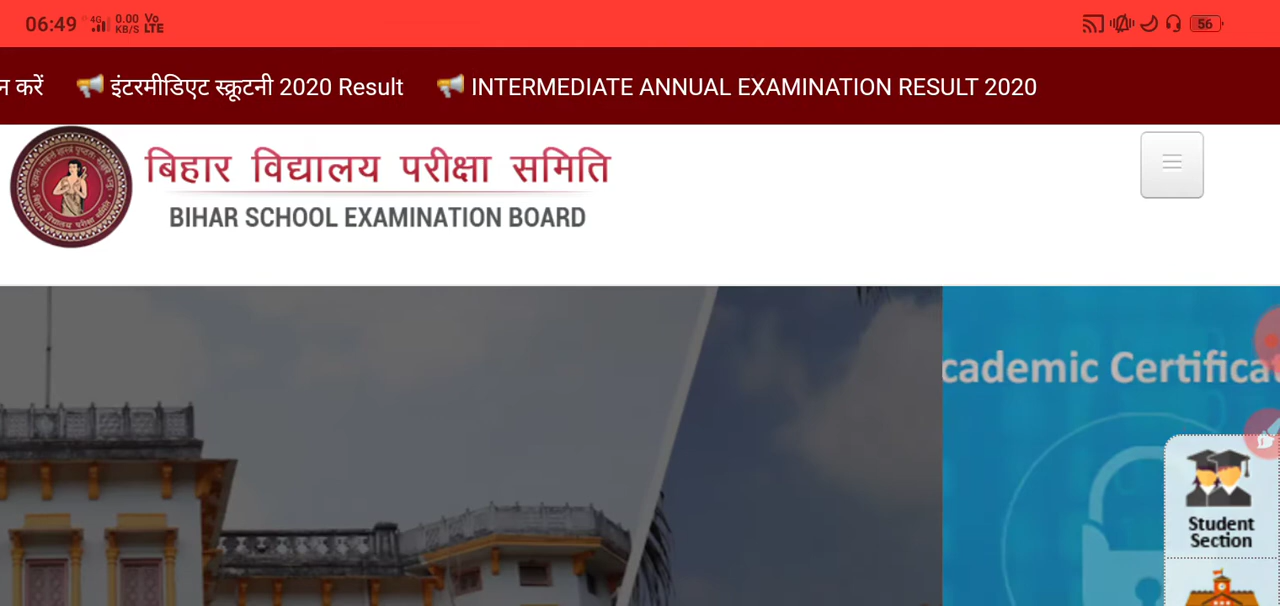 06:49 4G 0.00 KB/S Vo LTE 56
न करें इंटरमीडिएट स्क्रूटनी 2020 Result INTERMEDIATE ANNUAL EXAMINATION RESULT 2020
बिहार विद्यालय परीक्षा समिति
BIHAR SCHOOL EXAMINATION BOARD
cademic Certifica
Student
Section